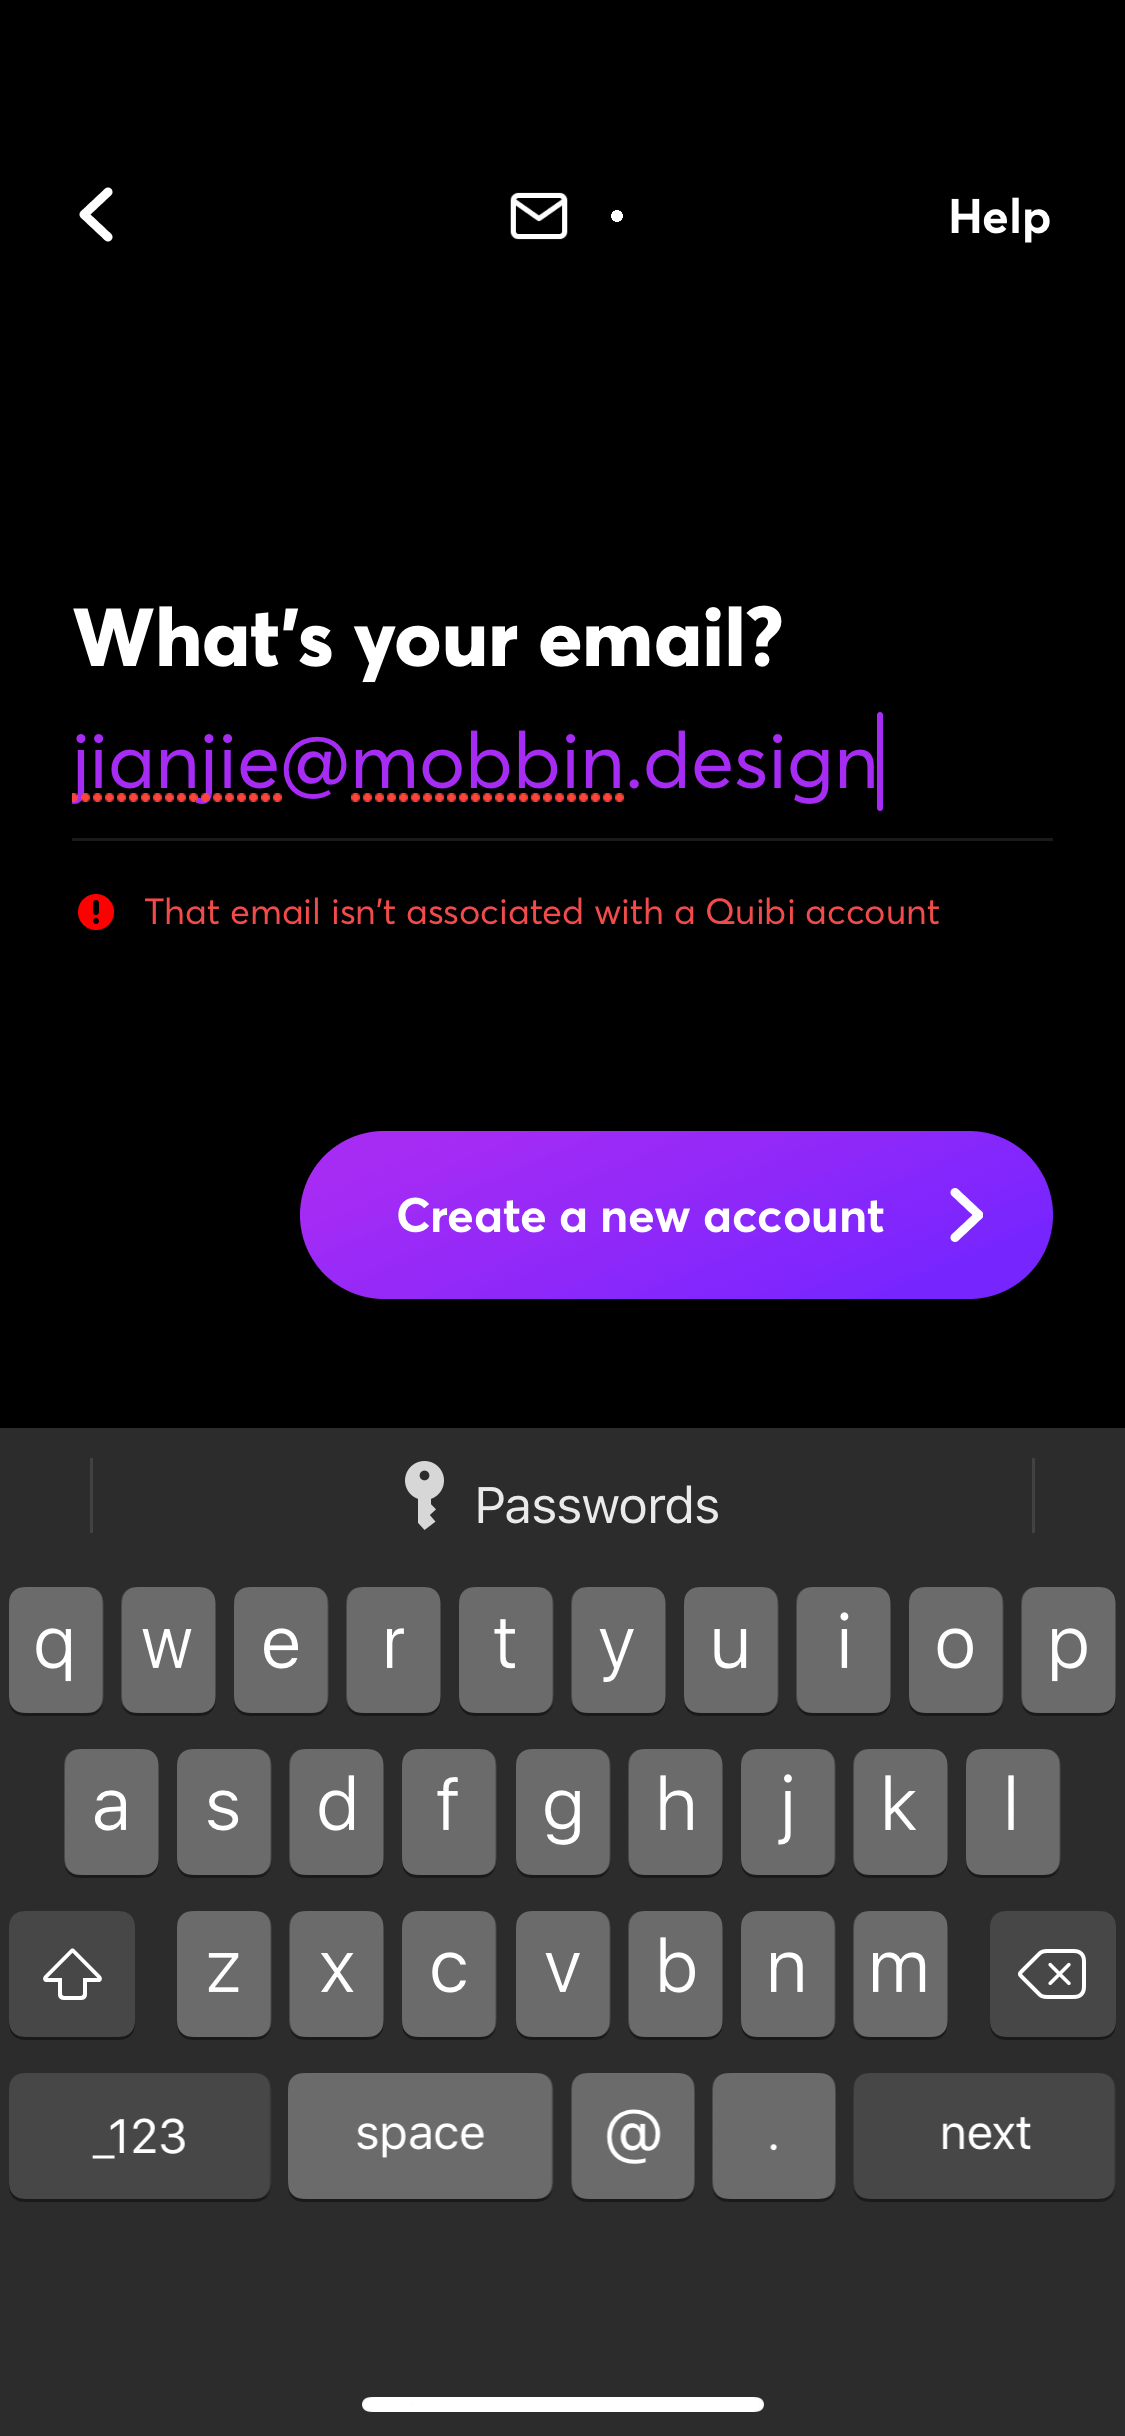 Help
What's your email?
jianjie@mobbin.design
That email isn't associated with a Quibi account
Create a new account
Passwords
q w e r t y u i o p
a s d f g h j k l
z x c v b n m
_123 space @ . next